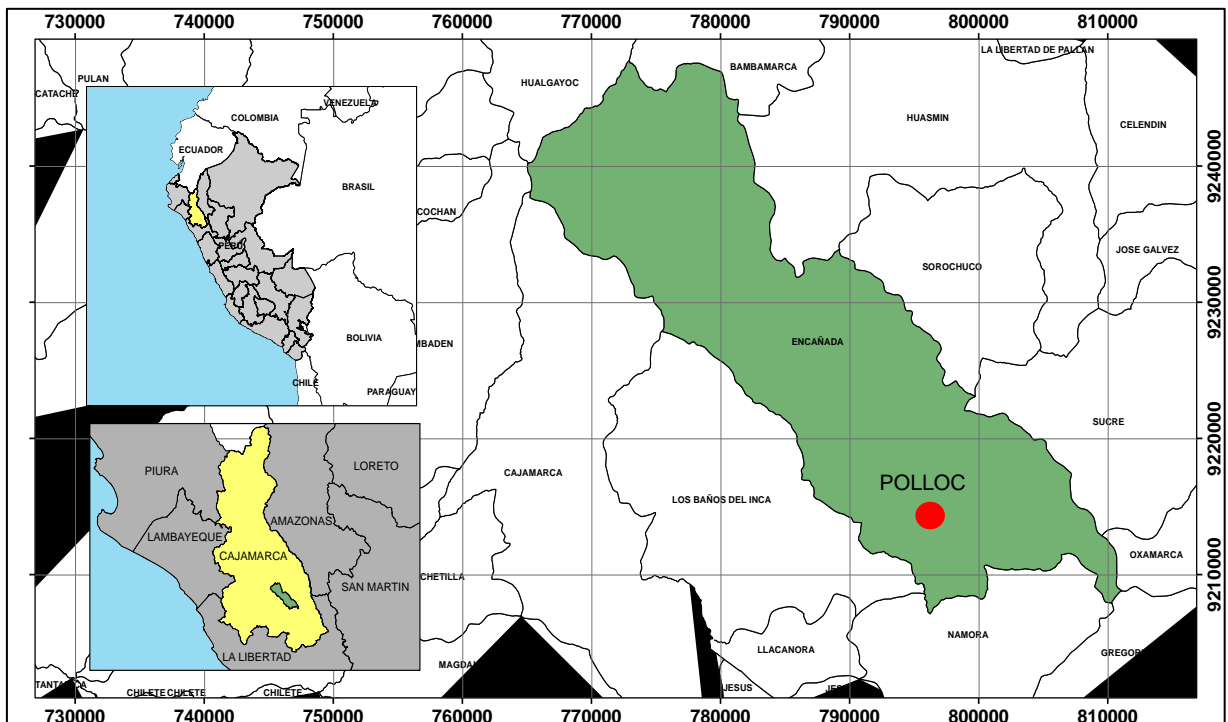 730000 740000 750000 760000 770000 780000 790000 800000 810000
LA LIBERTAD DE PALLAN
PULAN
HUALGAYOC
BAMBAMARCA
CATACHE
VENEZUELA
COLOMBIA
HUASMIN
CELENDIN
ECUADOR
9240000
BRASIL
COCHAN
PERU
JOSE GALVEZ
SOROCHUCO
9230000
BOLIVIA
MBADEN
ENCAÑADA
CHILE
PARAGUAY
SUCRE
9220000
PIURA
LORETO
CAJAMARCA
POLLOC
LOS BAÑOS DEL INCA
AMAZONAS
LAMBAYEQUE
CAJAMARCA
OXAMARCA
9210000
CHETILLA
SAN MARTIN
NAMORA
LLACANORA
GREGORI
LA LIBERTAD
MAGDAL
JESUS
CHILETE CHILETE
CHILETE
730000 740000 750000 760000 770000 780000 790000 800000 810000